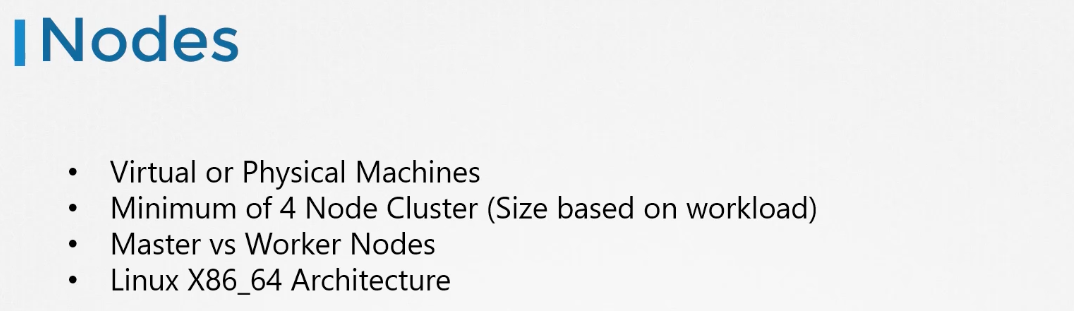 Nodes
• Virtual or Physical Machines
• Minimum of 4 Node Cluster (Size based on workload)
• Master vs Worker Nodes
• Linux X86_64 Architecture